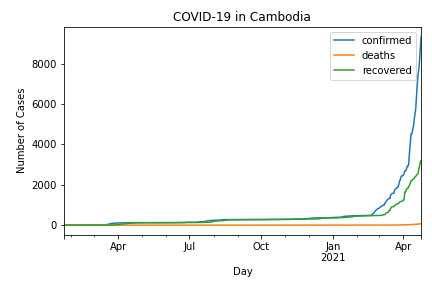 COVID-19 in Cambodia
confirmed
deaths
recovered
8000
6000
4000
2000
0
Number of Cases
Apr
Jul
Oct
Jan
2021
Apr
Day